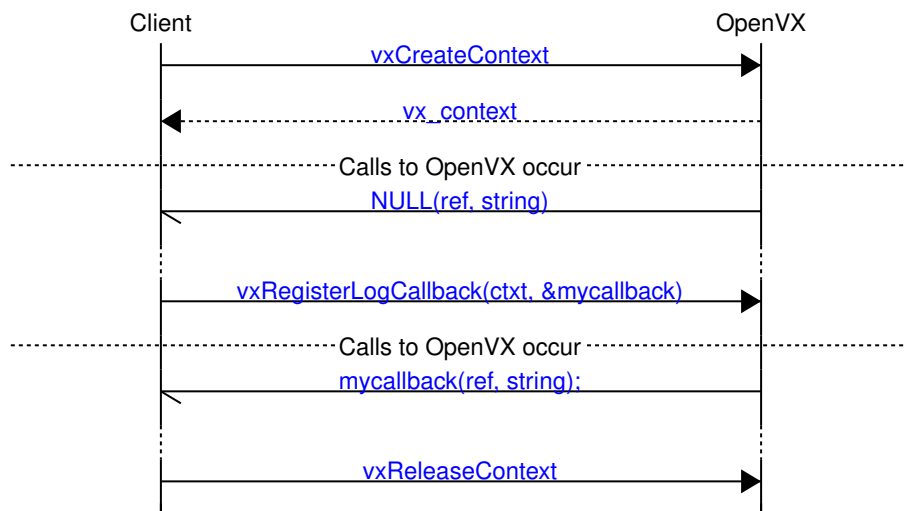 Client OpenVX
vxCreateContext
vx_context
Calls to OpenVX occur
NULL(ref, string)
vxRegisterLogCallback(ctxt, &mycallback)
Calls to OpenVX occur
mycallback(ref, string);
vxReleaseContext